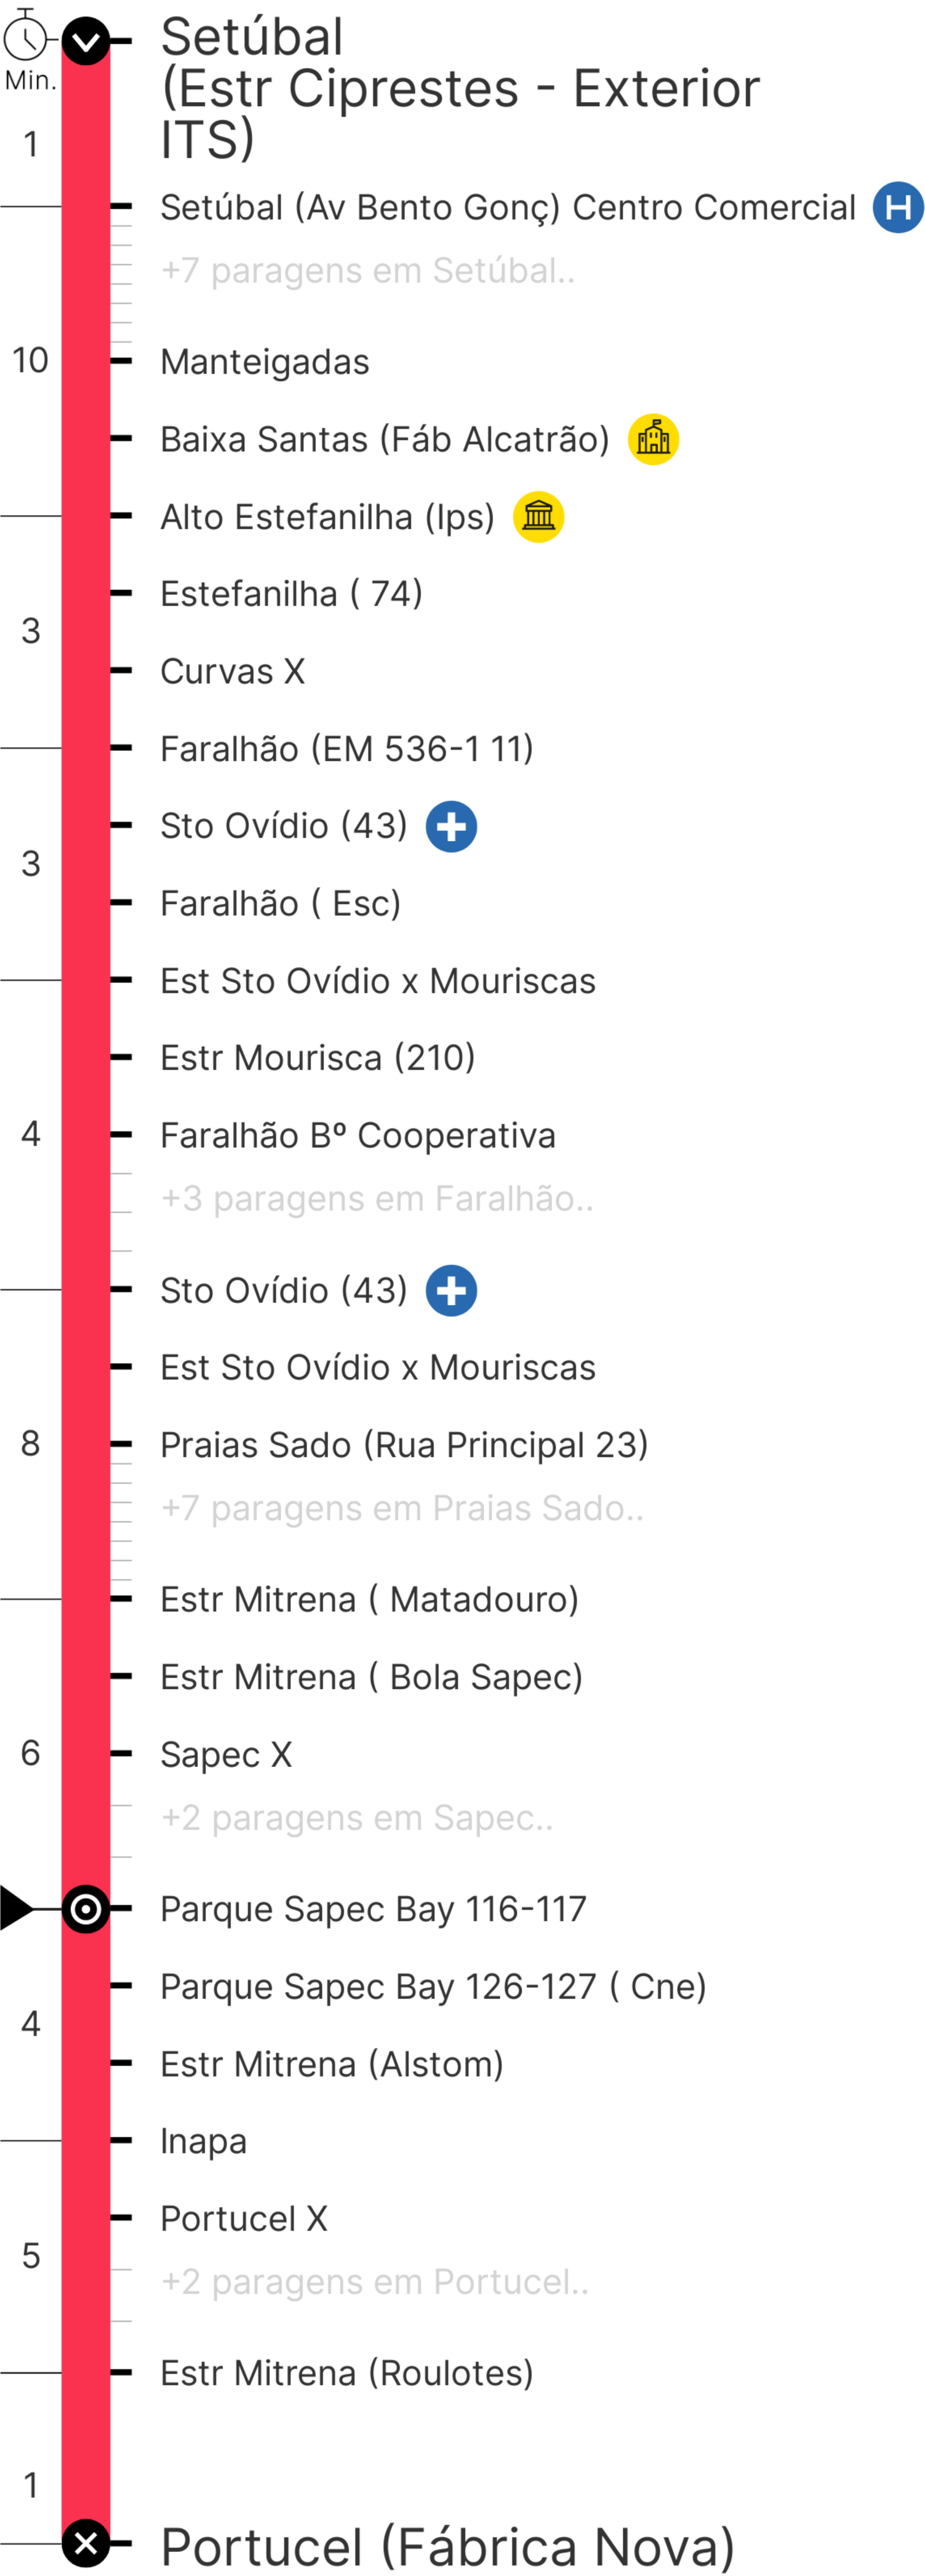 Setúbal
(Estr Ciprestes - Exterior
ITS)
Min.
1
Setúbal (Av Bento Gonç) Centro Comercial H
+7 paragens em Setúbal..
10
Manteigadas
Baixa Santas (Fáb Alcatrão)
Alto Estefanilha (Ips)
Estefanilha ( 74)
3
Curvas X
Faralhão (EM 536-1 11)
Sto Ovídio (43)
3
Faralhão ( Esc)
Est Sto Ovídio x Mouriscas
Estr Mourisca (210)
4
Faralhão Bº Cooperativa
+3 paragens em Faralhão..
Sto Ovídio (43)
Est Sto Ovídio x Mouriscas
8
Praias Sado (Rua Principal 23)
+7 paragens em Praias Sado..
Estr Mitrena ( Matadouro)
Estr Mitrena ( Bola Sapec)
6
Sapec X
+2 paragens em Sapec..
Parque Sapec Bay 116-117
Parque Sapec Bay 126-127 ( Cne)
4
Estr Mitrena (Alstom)
Inapa
Portucel X
5
+2 paragens em Portucel..
Estr Mitrena (Roulotes)
1
Portucel (Fábrica Nova)